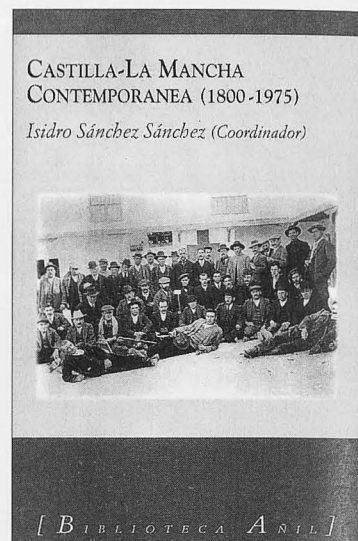 CASTILLA-LA MANCHA
CONTEMPORANEA (1800-1975)
Isidro Sánchez Sánchez (Coordinador)
[BIBLIOTECA AÑIL]